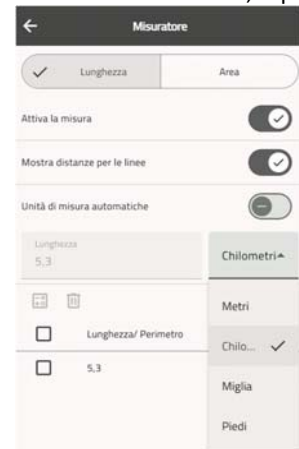 Misuratore
Lunghezza Area
Attiva la misura
Mostra distanze per le linee
Unità di misura automatiche
Lunghezza
5,3
Chilometri
Metri
Lunghezza/ Perimetro
Chilo...
5,3
Miglia
Piedi